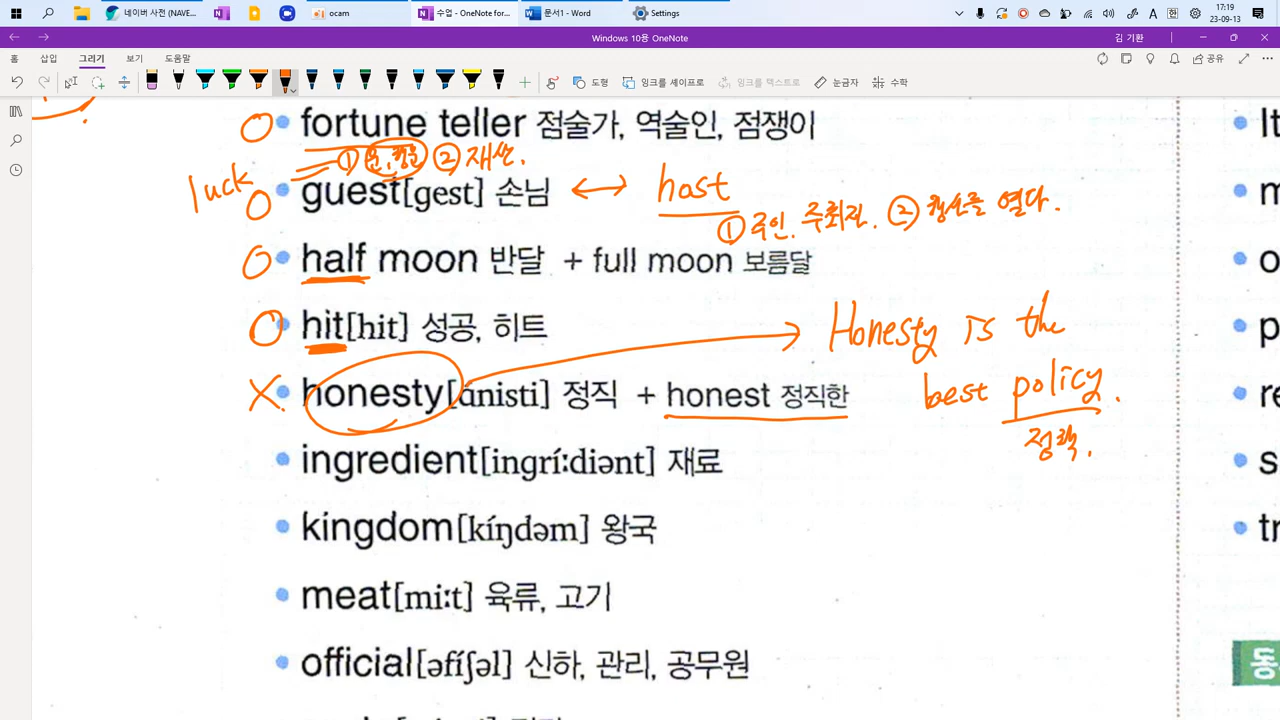 네이버 사전 (NAVE...
ocam
수업 - OneNote for...
문서1 - Word
Settings
A
한
17:19
23-09-13
Windows 10용 OneNote
김 기환
홈 삽입 그리기 보기 도움말
공유
도형
잉크를 셰이프로
잉크를 텍스트로
눈금자
수학
fortune teller 점술가, 역술인, 점쟁이
① 운, 행운 ② 재산.
luck
guest[gest] 손님 ↔ host
① 주인. 주최자. ② 행사를 열다.
half moon 반달 + full moon 보름달
hit[hit] 성공, 히트
Honesty is the
best policy.
정책.
honesty[ɑnisti] 정직 + honest 정직한
ingredient[ingríːdiənt] 재료
kingdom[kíŋdəm] 왕국
meat[miːt] 육류, 고기
official[əfíʃəl] 신하, 관리, 공무원
It
m
o
p
re
s
tr
동